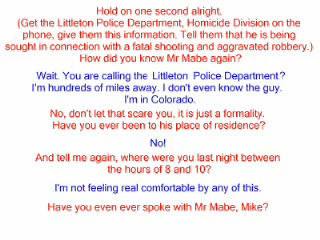 Hold on one second alright.
(Get the Littleton Police Department, Homicide Division on the
phone, give them this information. Tell them that he is being
sought in connection with a fatal shooting and aggravated robbery.)
How did you know Mr Mabe again?
Wait. You are calling the Littleton Police Department?
I'm hundreds of miles away. I don't even know the guy.
I'm in Colorado.
No, don't let that scare you, it is just a formality.
Have you ever been to his place of residence?
No!
And tell me again, where were you last night between
the hours of 8 and 10?
I'm not feeling real comfortable by any of this.
Have you even ever spoke with Mr Mabe, Mike?